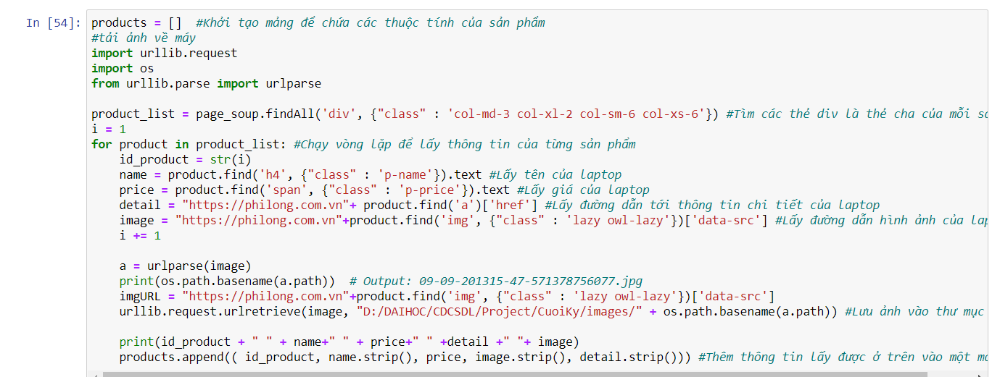 In [54]: products = []  #Khởi tạo mảng để chứa các thuộc tính của sản phẩm
#tải ảnh về máy
import urllib.request
import os
from urllib.parse import urlparse
product_list = page_soup.findAll('div', {"class" : 'col-md-3 col-xl-2 col-sm-6 col-xs-6'}) #Tìm các thẻ div là thẻ cha của mỗi
i = 1
for product in product_list: #Chạy vòng lặp để lấy thông tin của từng sản phẩm
    id_product = str(i)
    name = product.find('h4', {"class" : 'p-name'}).text #Lấy tên của laptop
    price = product.find('span', {"class" : 'p-price'}).text #Lấy giá của laptop
    detail = "https://philong.com.vn"+ product.find('a')['href'] #Lấy đường dẫn tới thông tin chi tiết của laptop
    image = "https://philong.com.vn"+product.find('img', {"class" : 'lazy owl-lazy'})['data-src'] #Lấy đường dẫn hình ảnh của
    i += 1
    a = urlparse(image)
    print(os.path.basename(a.path))  # Output: 09-09-201315-47-571378756077.jpg
    imgURL = "https://philong.com.vn"+product.find('img', {"class" : 'lazy owl-lazy'})['data-src']
    urllib.request.urlretrieve(image, "D:/DAIHOC/CDCSDL/Project/CuoiKy/images/" + os.path.basename(a.path)) #Lưu ảnh vào thư mục
    print(id_product + " " + name+" " + price+" " +detail +" "+ image)
    products.append(( id_product, name.strip(), price, image.strip(), detail.strip())) #Thêm thông tin lấy được ở trên vào một